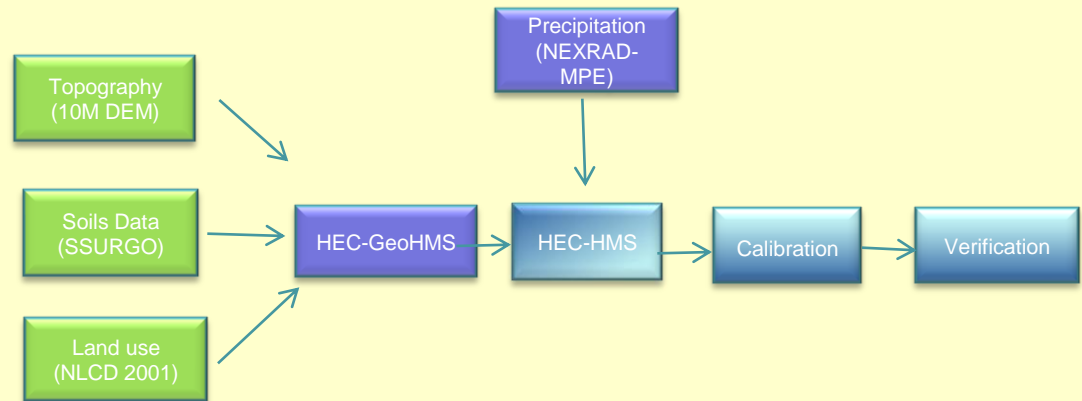 Precipitation
(NEXRAD-
MPE)
Topography
(10M DEM)
Soils Data
(SSURGO)
HEC-GeoHMS
HEC-HMS
Calibration
Verification
Land use
(NLCD 2001)